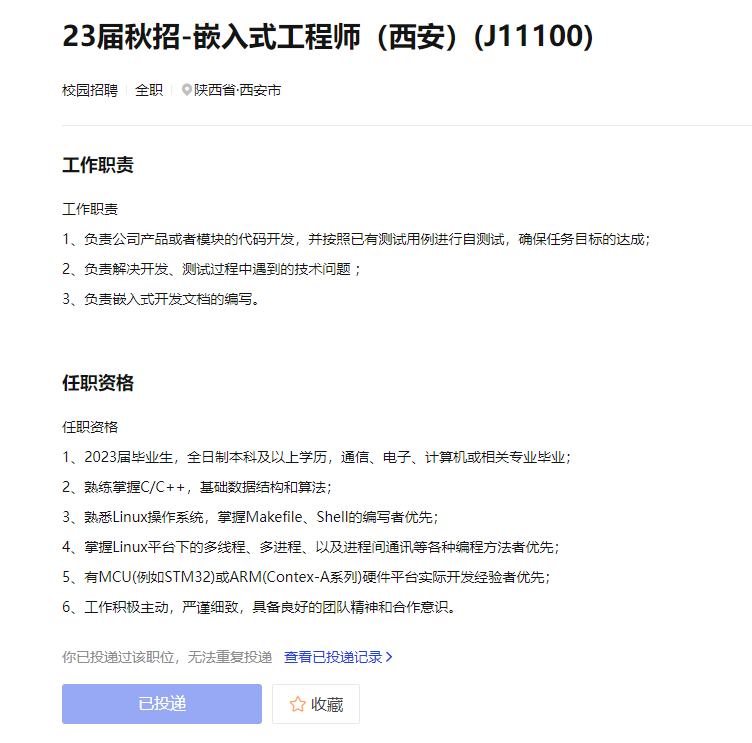 23届秋招-嵌入式工程师（西安）(J11100)
校园招聘 全职 陕西省·西安市
工作职责
工作职责
1、负责公司产品或者模块的代码开发，并按照已有测试用例进行自测试，确保任务目标的达成；
2、负责解决开发、测试过程中遇到的技术问题 ；
3、负责嵌入式开发文档的编写。
任职资格
任职资格
1、2023届毕业生，全日制本科及以上学历，通信、电子、计算机或相关专业毕业；
2、熟练掌握C/C++，基础数据结构和算法；
3、熟悉Linux操作系统，掌握Makefile、Shell的编写者优先；
4、掌握Linux平台下的多线程、多进程、以及进程间通讯等各种编程方法者优先；
5、有MCU(例如STM32)或ARM(Contex-A系列)硬件平台实际开发经验者优先；
6、工作积极主动，严谨细致，具备良好的团队精神和合作意识。
你已投递过该职位，无法重复投递 查看已投递记录
已投递 收藏